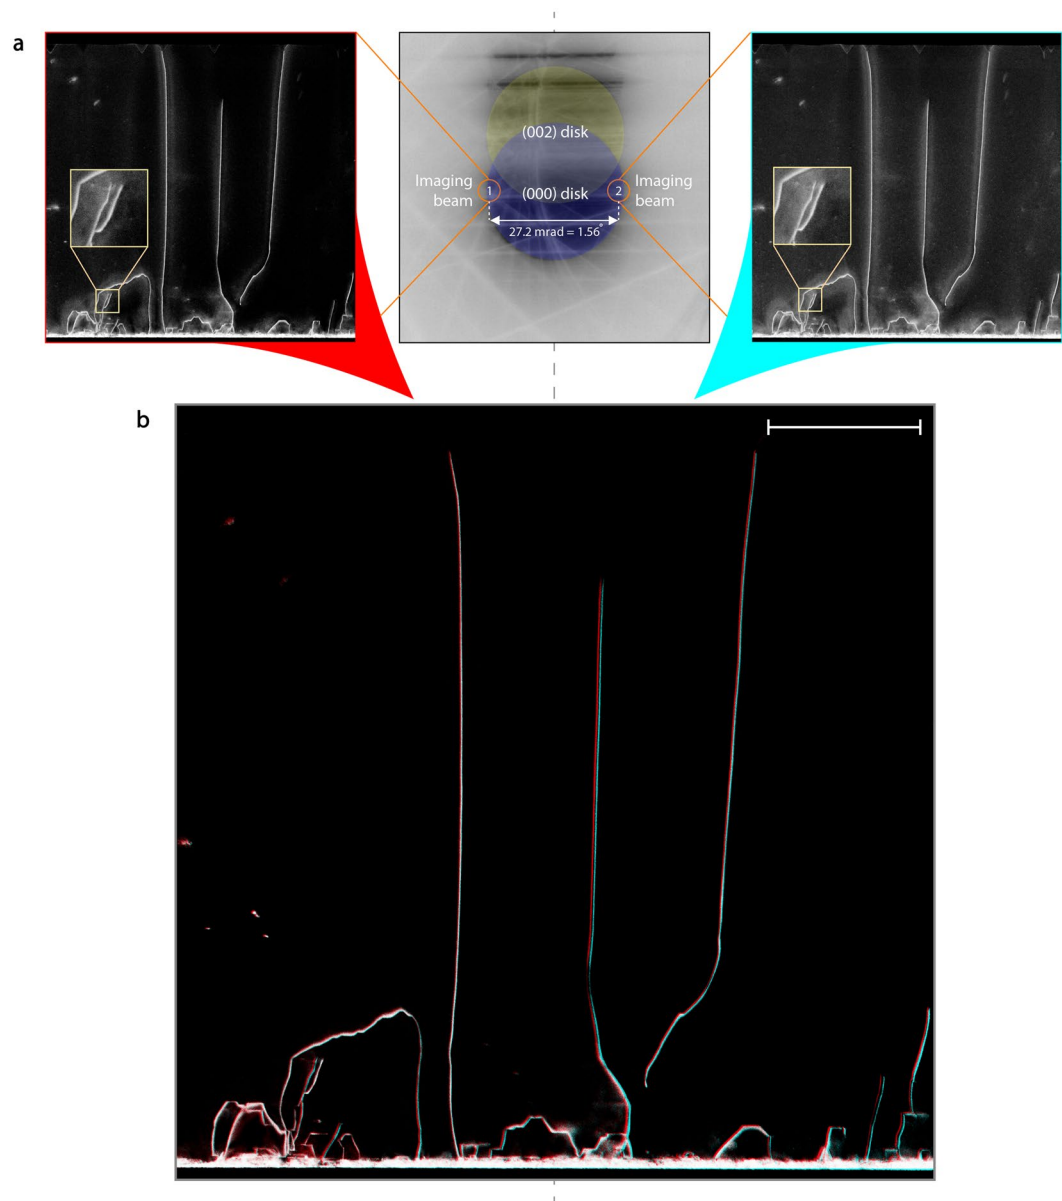 a
(002) disk
Imaging
beam
1
(000) disk
2
Imaging
beam
27.2 mrad = 1.56°
b